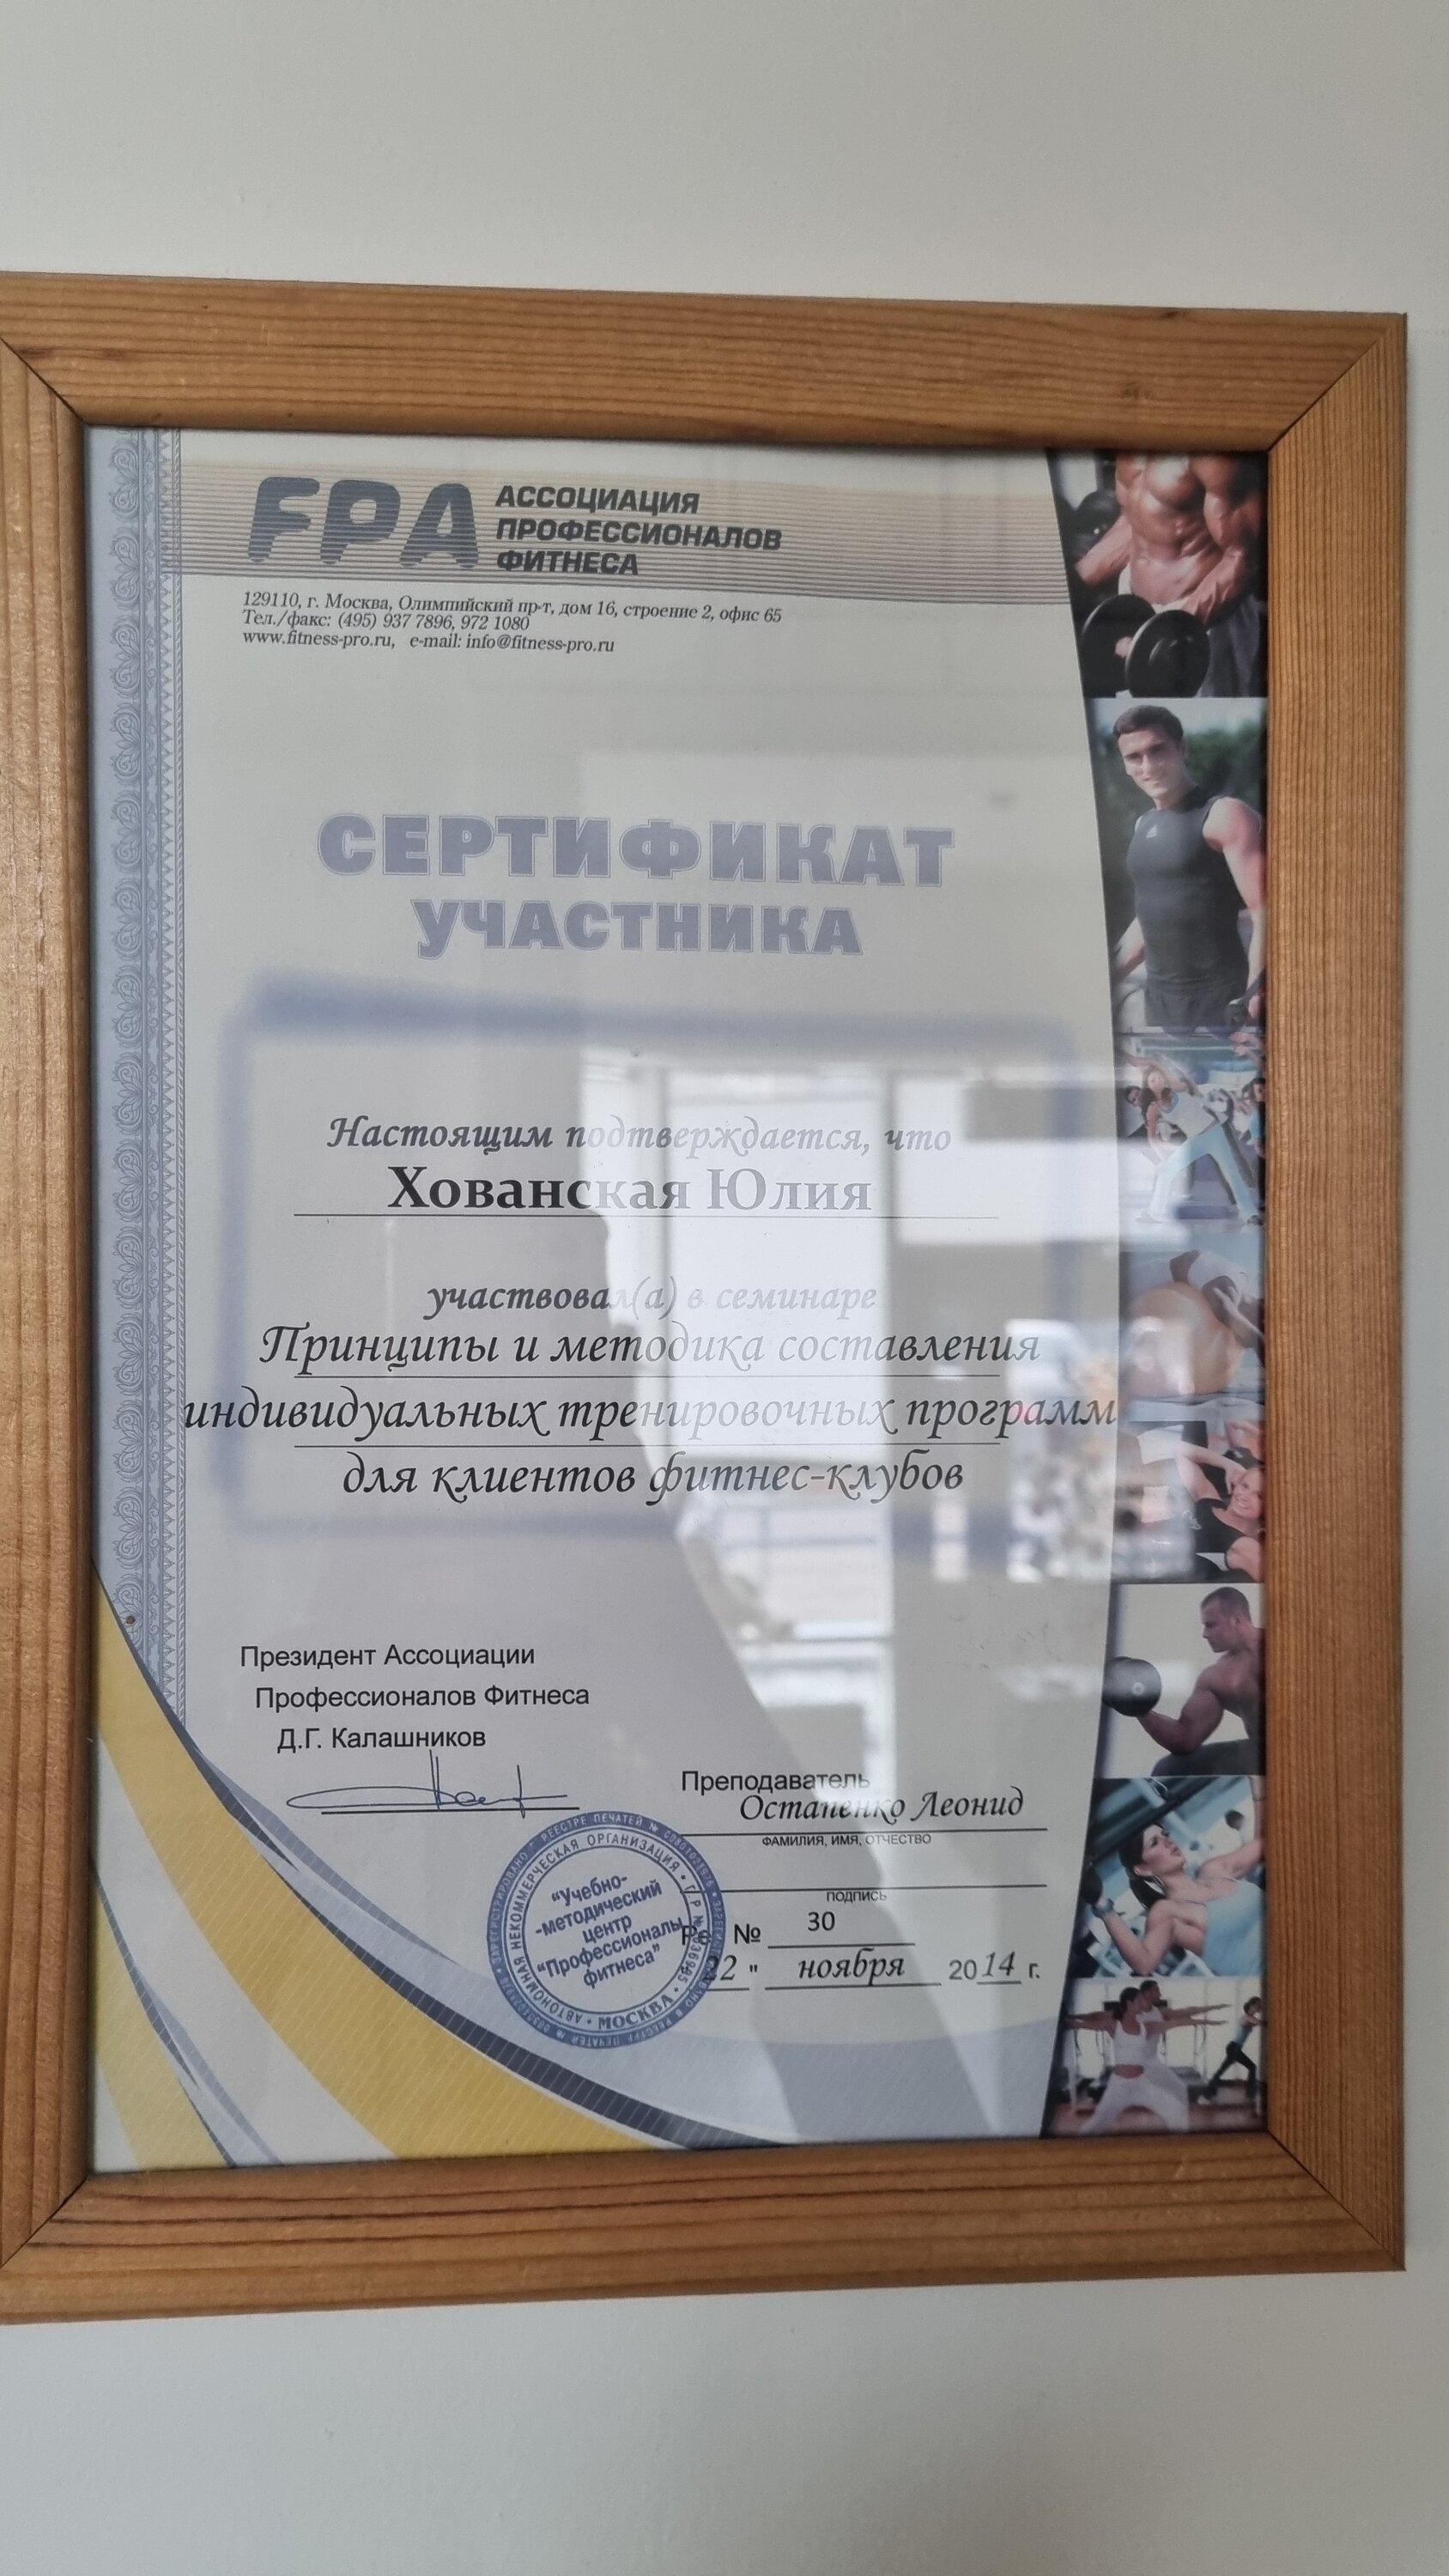 FPA
АССОЦИАЦИЯ
ПРОФЕССИОНАЛОВ
ФИТНЕСА
129110, г. Москва, Олимпийский пр-т, дом 16, строение 2, офис 65
Тел./факс: (495) 937 7896, 972 1080
www.fitness-pro.ru, e-mail: info@fitness-pro.ru
СЕРТИФИКАТ
УЧАСТНИКА
Настоящим подтверждается, что
Хованская Юлия
участвовал(а) в семинаре
Принципы и методика составления
индивидуальных тренировочных программ
для клиентов фитнес-клубов
Президент Ассоциации
Профессионалов Фитнеса
Д.Г. Калашников
Преподаватель
Остапенко Леонид
ФАМИЛИЯ, ИМЯ, ОТЧЕСТВО
ПОДПИСЬ
№ 30
22 " ноября 2014 г.
АВТОНОМНАЯ НЕКОММЕРЧЕСКАЯ ОРГАНИЗАЦИЯ
МОСКВА
"Учебно-
-методический
центр
"Профессионалы
фитнеса"